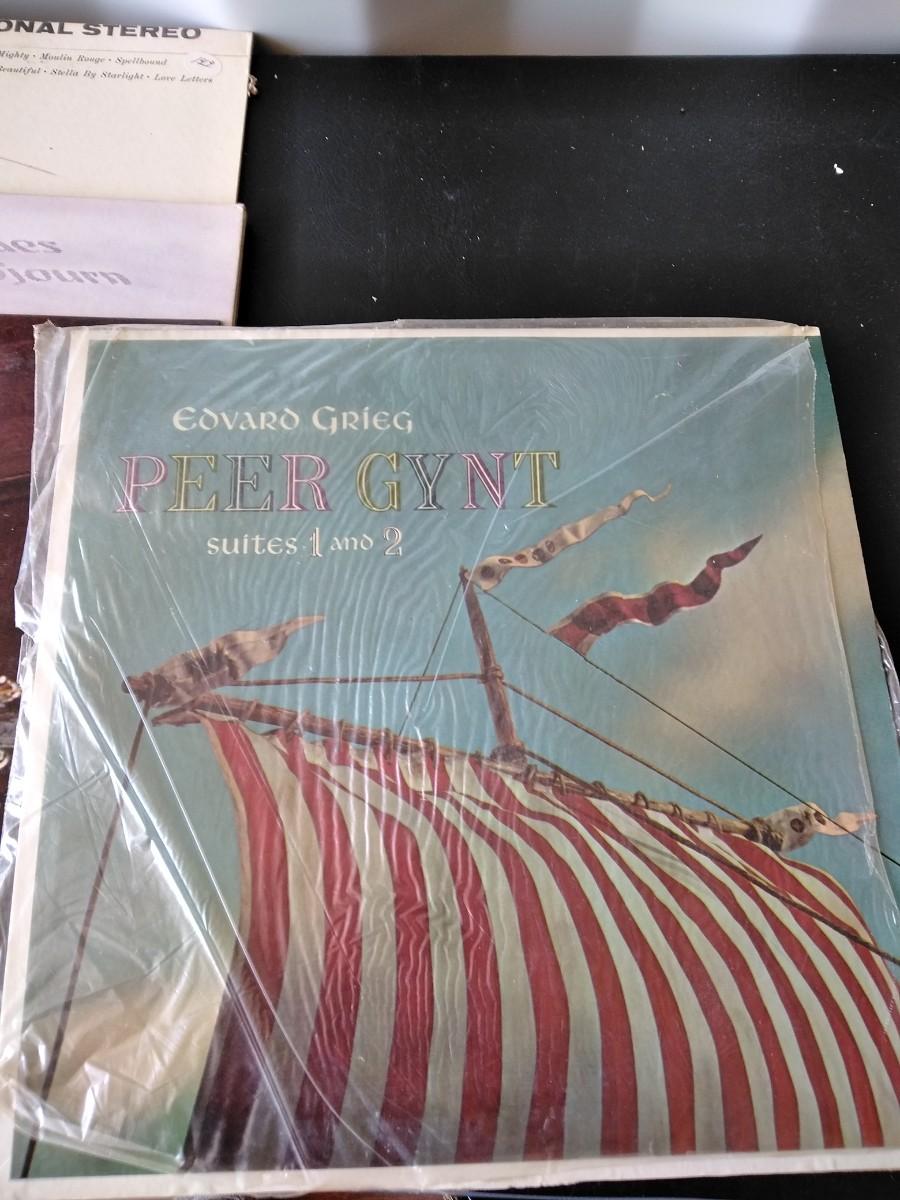 ONAL STEREO
Mighty · Moulin Rouge · Spellbound
Beautiful · Stella By Starlight · Love Letters
Edvard Grieg
PEER GYNT
suites 1 and 2